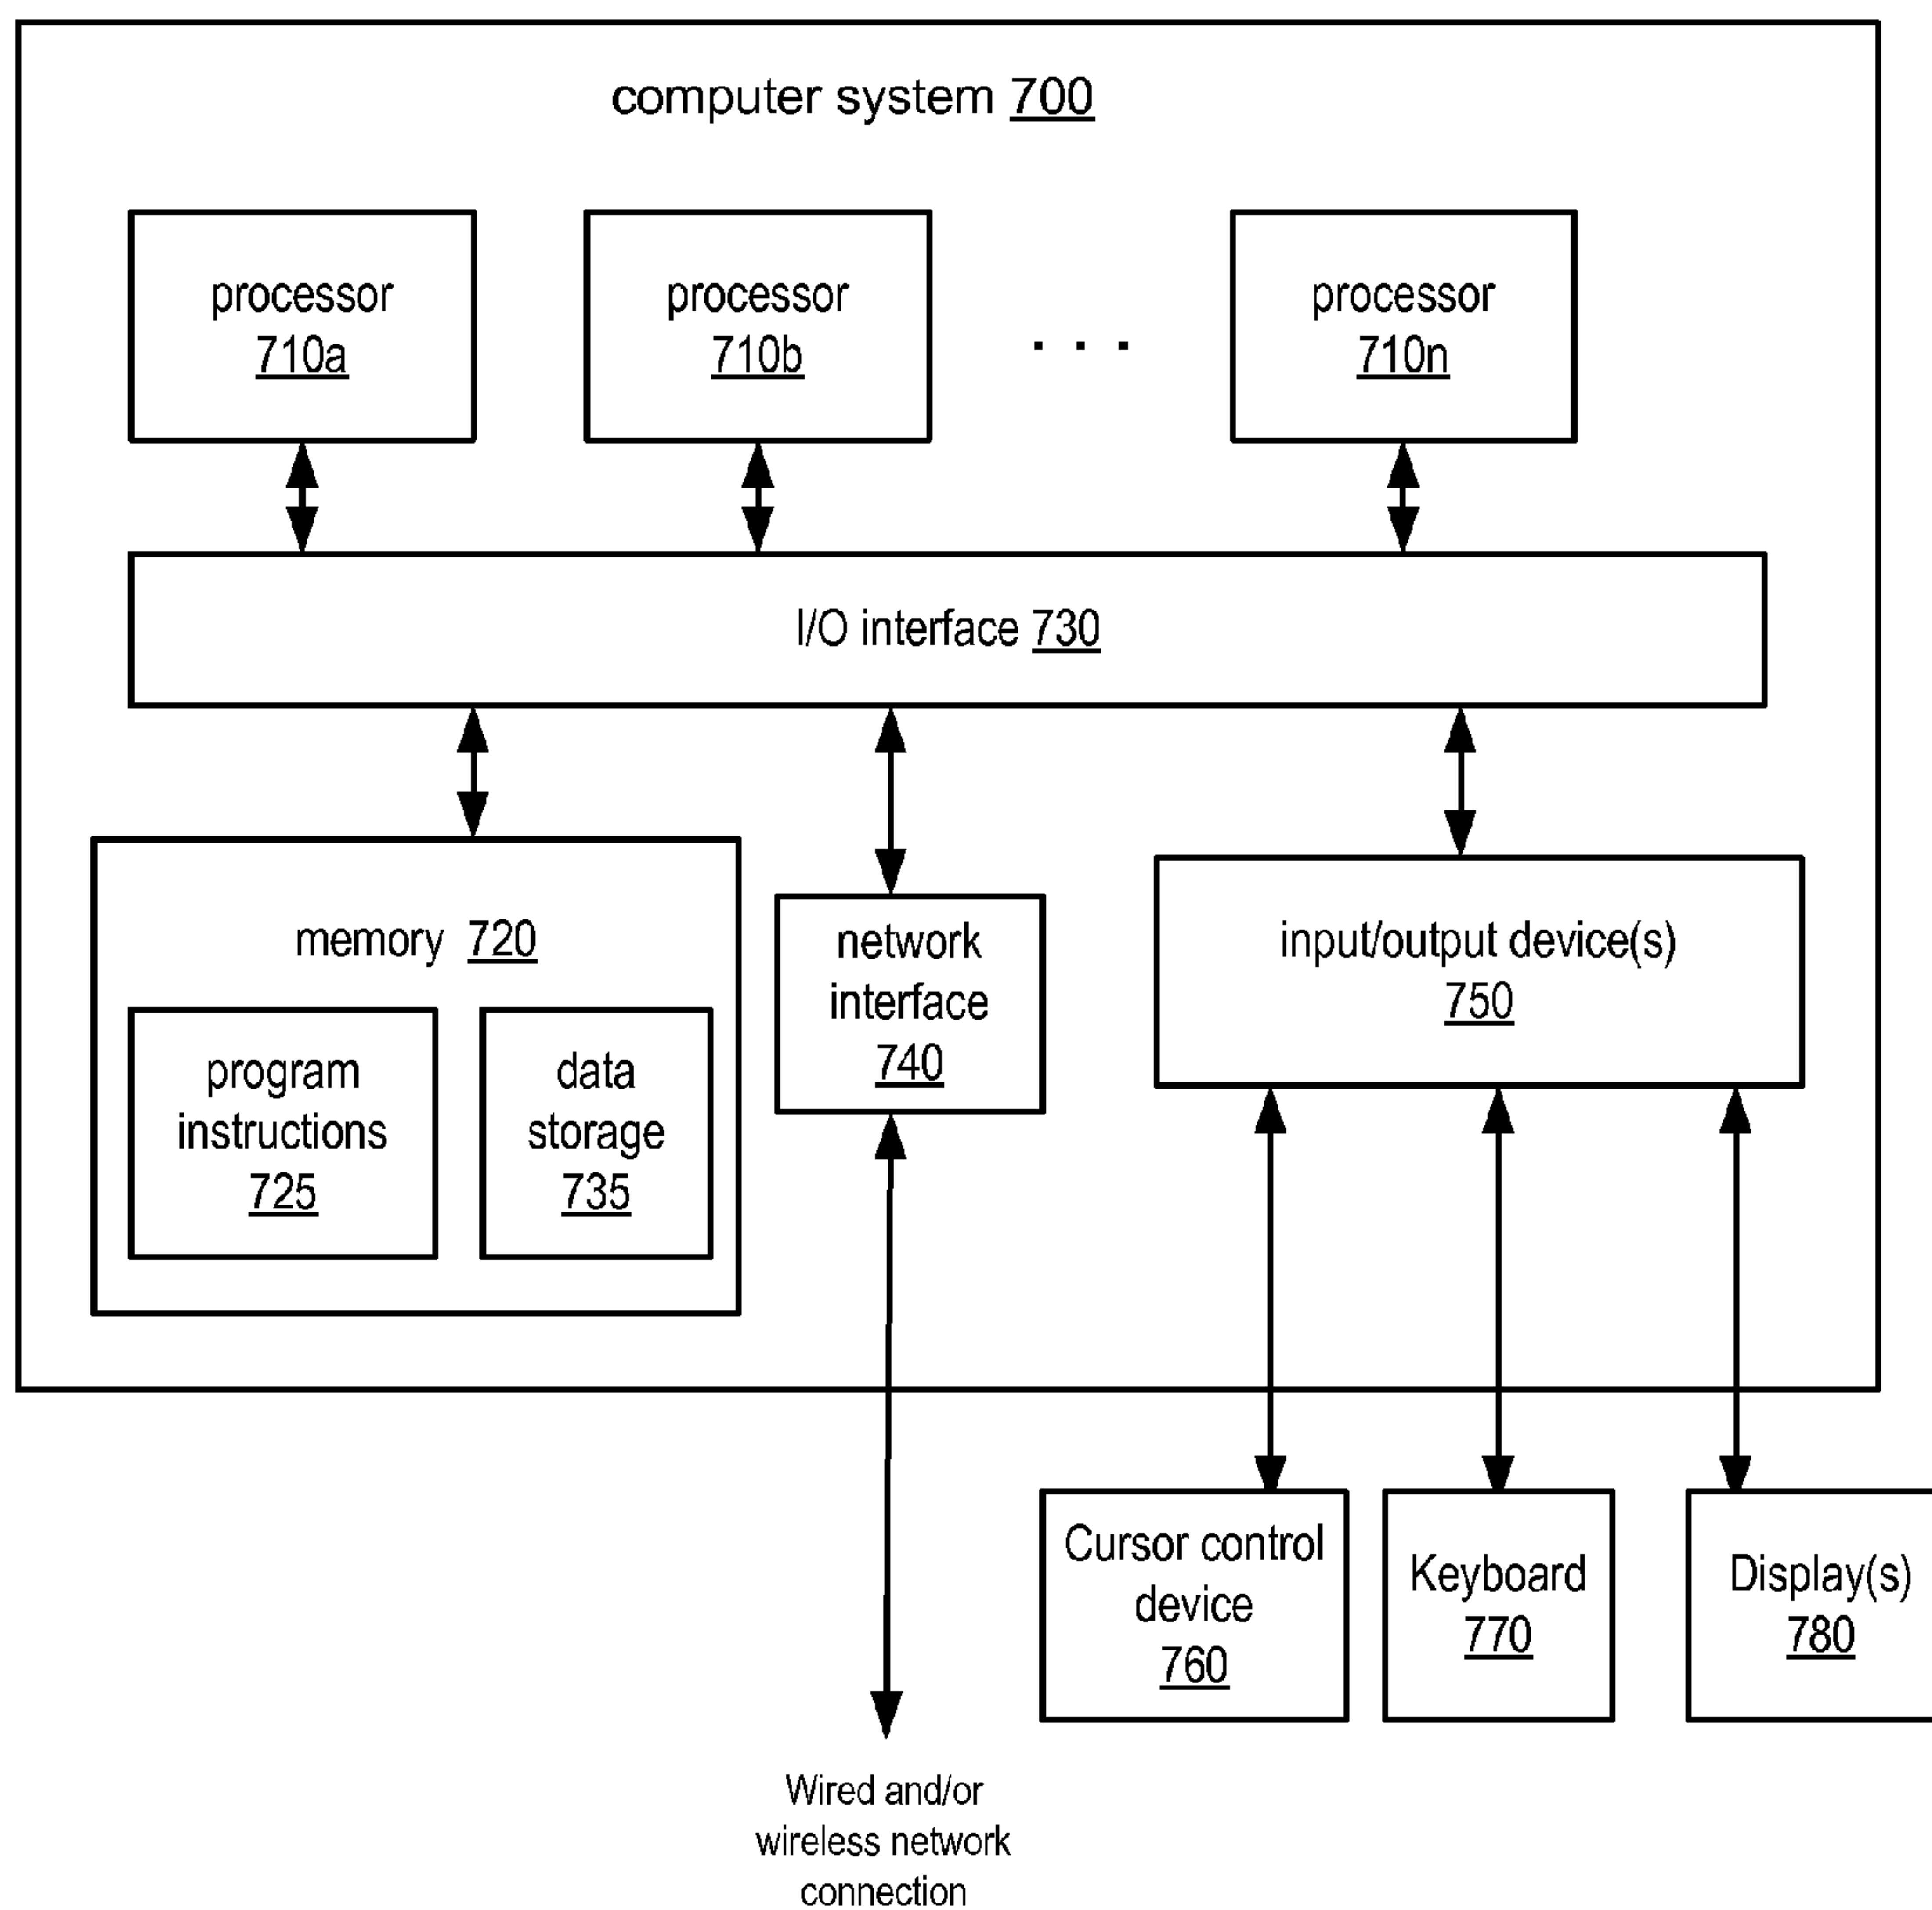 computer system 700
processor
710a
processor
710b
. . .
processor
710n
I/O interface 730
memory 720
program
instructions
725
data
storage
735
network
interface
740
input/output device(s)
750
Cursor control
device
760
Keyboard
770
Display(s)
780
Wired and/or
wireless network
connection